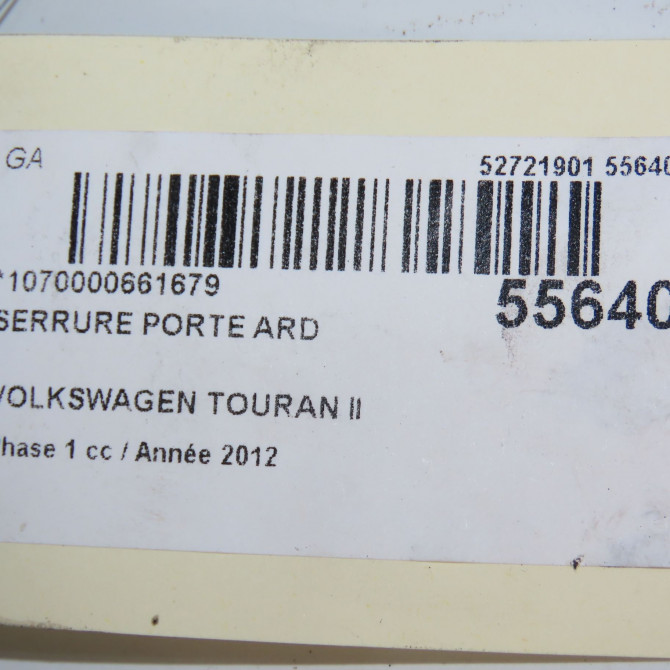 GA
52721901 55640
*1070000661679
55640
SERRURE PORTE ARD
VOLKSWAGEN TOURAN II
hase 1 cc / Année 2012